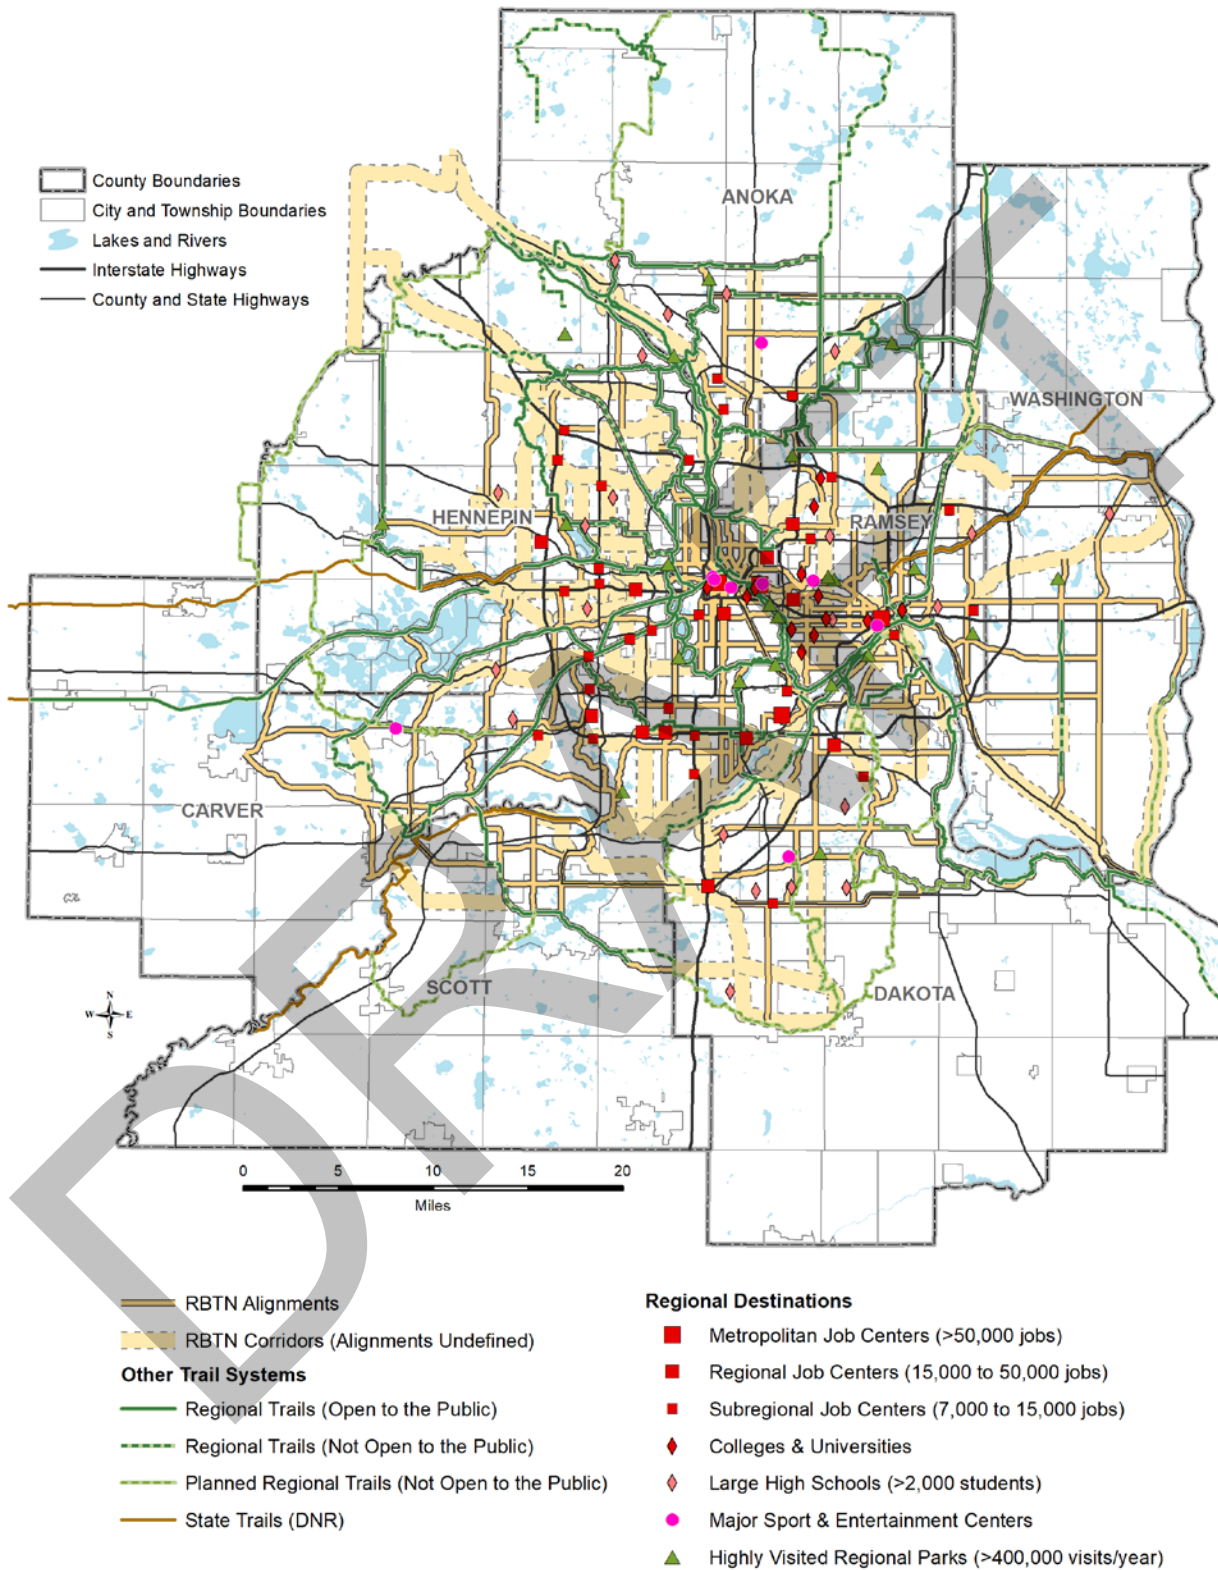 County Boundaries
City and Township Boundaries
Lakes and Rivers
Interstate Highways
County and State Highways
ANOKA
WASHINGTON
HENNEPIN
RAMSEY
CARVER
SCOTT
DAKOTA
N
W E
S
0 5 10 15 20
Miles
DRAFT
RBTN Alignments
RBTN Corridors (Alignments Undefined)
Other Trail Systems
Regional Trails (Open to the Public)
Regional Trails (Not Open to the Public)
Planned Regional Trails (Not Open to the Public)
State Trails (DNR)
Regional Destinations
Metropolitan Job Centers (>50,000 jobs)
Regional Job Centers (15,000 to 50,000 jobs)
Subregional Job Centers (7,000 to 15,000 jobs)
Colleges & Universities
Large High Schools (>2,000 students)
Major Sport & Entertainment Centers
Highly Visited Regional Parks (>400,000 visits/year)